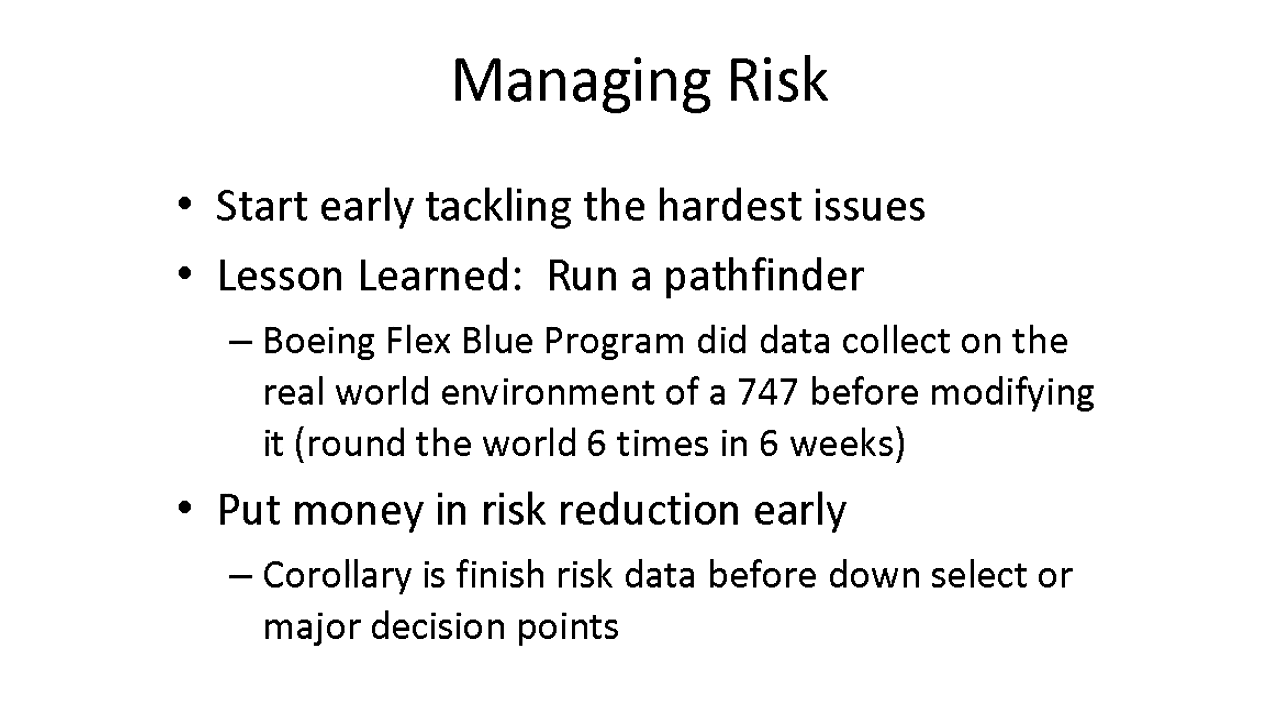 Managing Risk
• Start early tackling the hardest issues
• Lesson Learned:  Run a pathfinder
– Boeing Flex Blue Program did data collect on the
real world environment of a 747 before modifying
it (round the world 6 times in 6 weeks)
• Put money in risk reduction early
– Corollary is finish risk data before down select or
major decision points